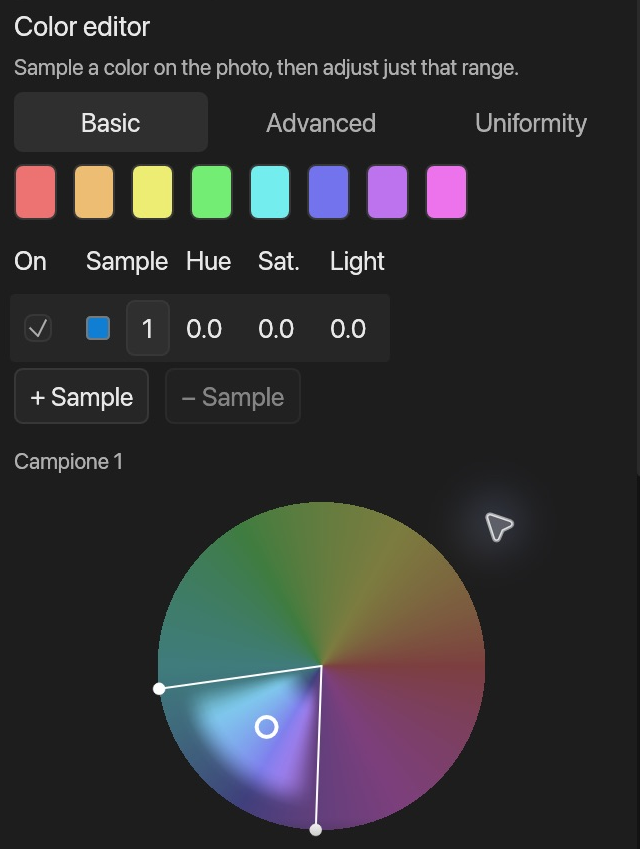 Color editor
Sample a color on the photo, then adjust just that range.
Basic Advanced Uniformity
On Sample Hue Sat. Light
1 0.0 0.0 0.0
+ Sample – Sample
Campione 1